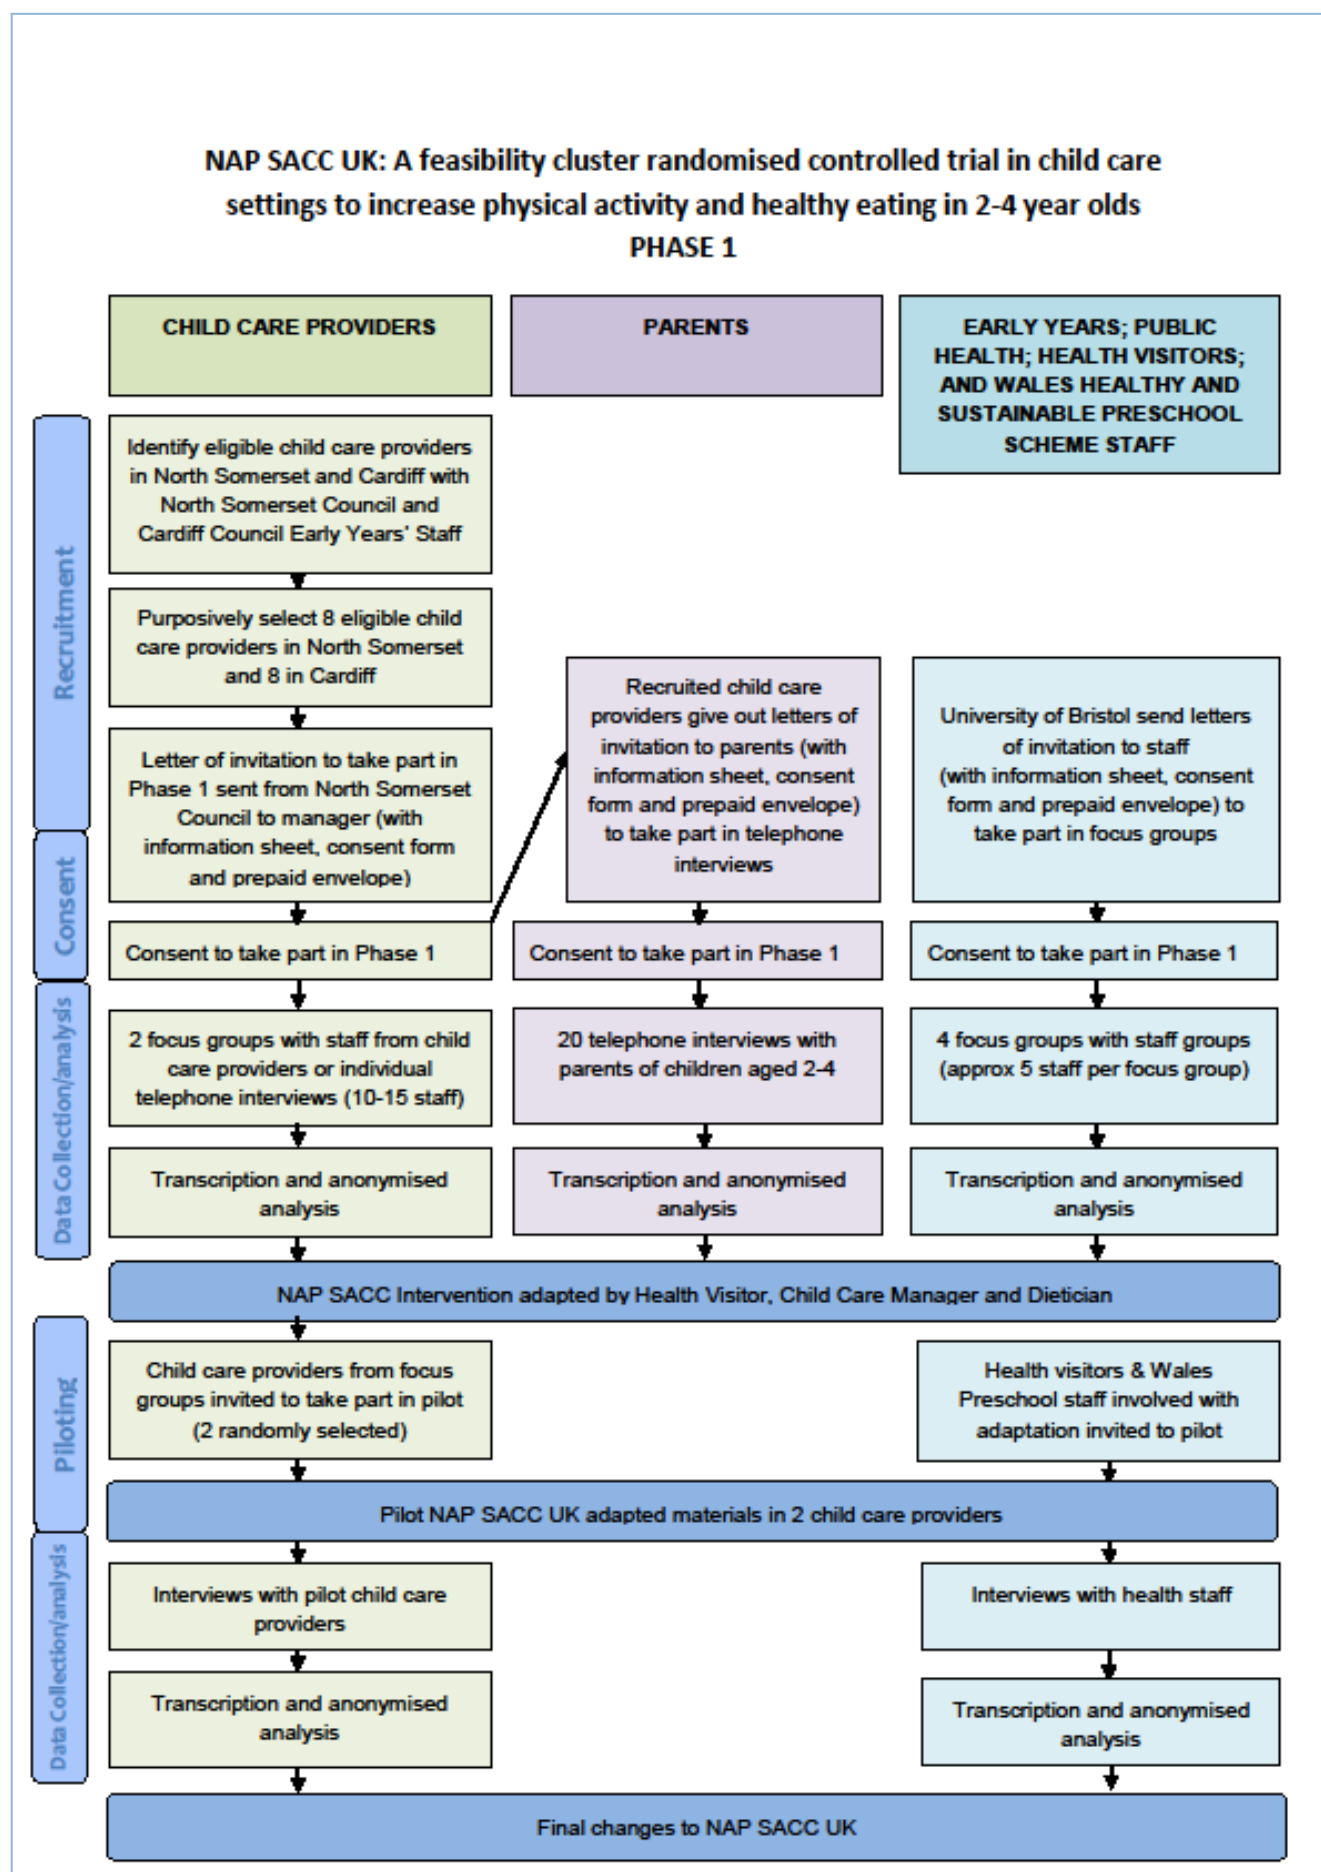 NAP SACC UK: A feasibility cluster randomised controlled trial in child care
settings to increase physical activity and healthy eating in 2-4 year olds
PHASE 1
CHILD CARE PROVIDERS
PARENTS
EARLY YEARS; PUBLIC
HEALTH; HEALTH VISITORS;
AND WALES HEALTHY AND
SUSTAINABLE PRESCHOOL
SCHEME STAFF
Recruitment
Identify eligible child care providers
in North Somerset and Cardiff with
North Somerset Council and
Cardiff Council Early Years' Staff
Purposively select 8 eligible child
care providers in North Somerset
and 8 in Cardiff
Letter of invitation to take part in
Phase 1 sent from North Somerset
Council to manager (with
information sheet, consent form
and prepaid envelope)
Recruited child care
providers give out letters of
invitation to parents (with
information sheet, consent
form and prepaid envelope)
to take part in telephone
interviews
University of Bristol send letters
of invitation to staff
(with information sheet, consent
form and prepaid envelope) to
take part in focus groups
Consent
Consent to take part in Phase 1
Consent to take part in Phase 1
Consent to take part in Phase 1
Data Collection/analysis
2 focus groups with staff from child
care providers or individual
telephone interviews (10-15 staff)
20 telephone interviews with
parents of children aged 2-4
4 focus groups with staff groups
(approx 5 staff per focus group)
Transcription and anonymised
analysis
Transcription and anonymised
analysis
Transcription and anonymised
analysis
NAP SACC Intervention adapted by Health Visitor, Child Care Manager and Dietician
Piloting
Child care providers from focus
groups invited to take part in pilot
(2 randomly selected)
Health visitors & Wales
Preschool staff involved with
adaptation invited to pilot
Pilot NAP SACC UK adapted materials in 2 child care providers
Data Collection/analysis
Interviews with pilot child care
providers
Interviews with health staff
Transcription and anonymised
analysis
Transcription and anonymised
analysis
Final changes to NAP SACC UK